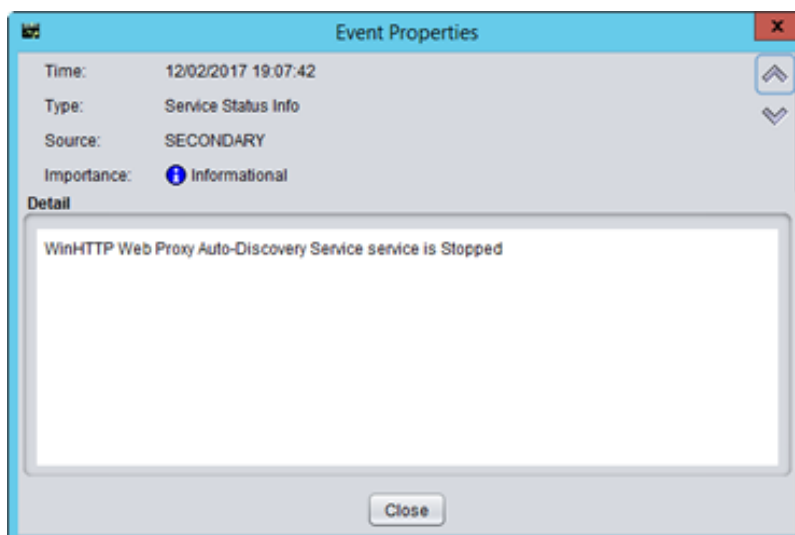 Event Properties
x
Time: 12/02/2017 19:07:42
Type: Service Status Info
Source: SECONDARY
Importance: i Informational
Detail
WinHTTP Web Proxy Auto-Discovery Service service is Stopped
Close